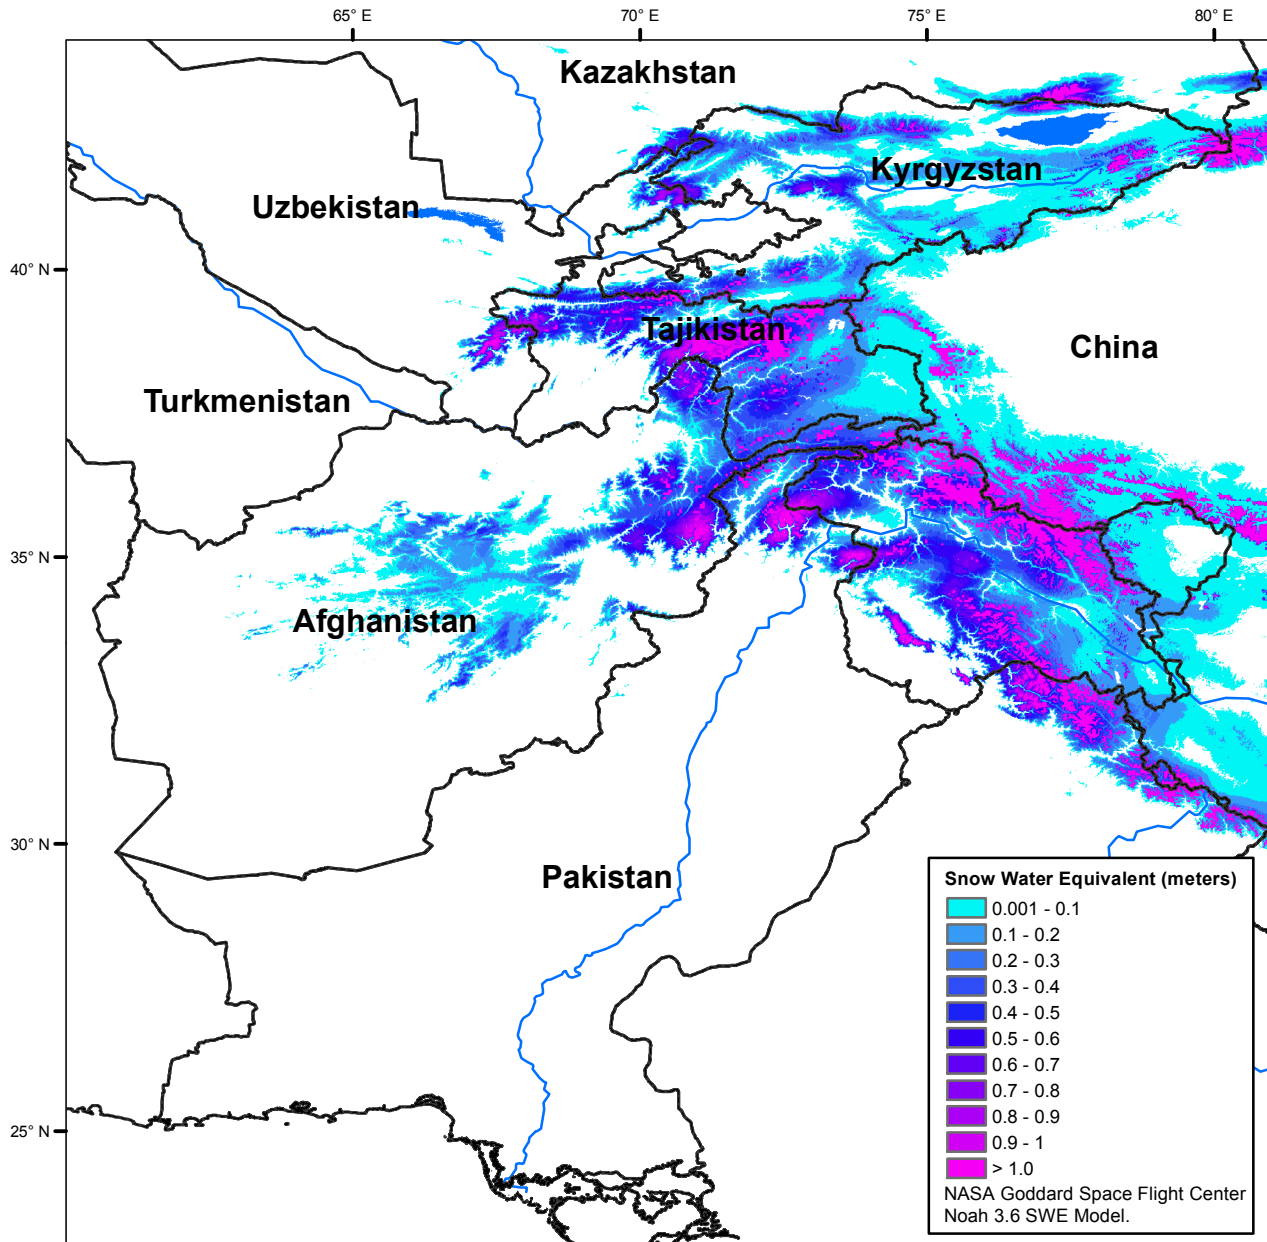 65° E
70° E
75° E
80° E
Kazakhstan
Kyrgyzstan
Uzbekistan
40° N
Tajikistan
China
Turkmenistan
35° N
Afghanistan
30° N
Pakistan
25° N
Snow Water Equivalent (meters)
0.001 - 0.1
0.1 - 0.2
0.2 - 0.3
0.3 - 0.4
0.4 - 0.5
0.5 - 0.6
0.6 - 0.7
0.7 - 0.8
0.8 - 0.9
0.9 - 1
> 1.0
NASA Goddard Space Flight Center
Noah 3.6 SWE Model.